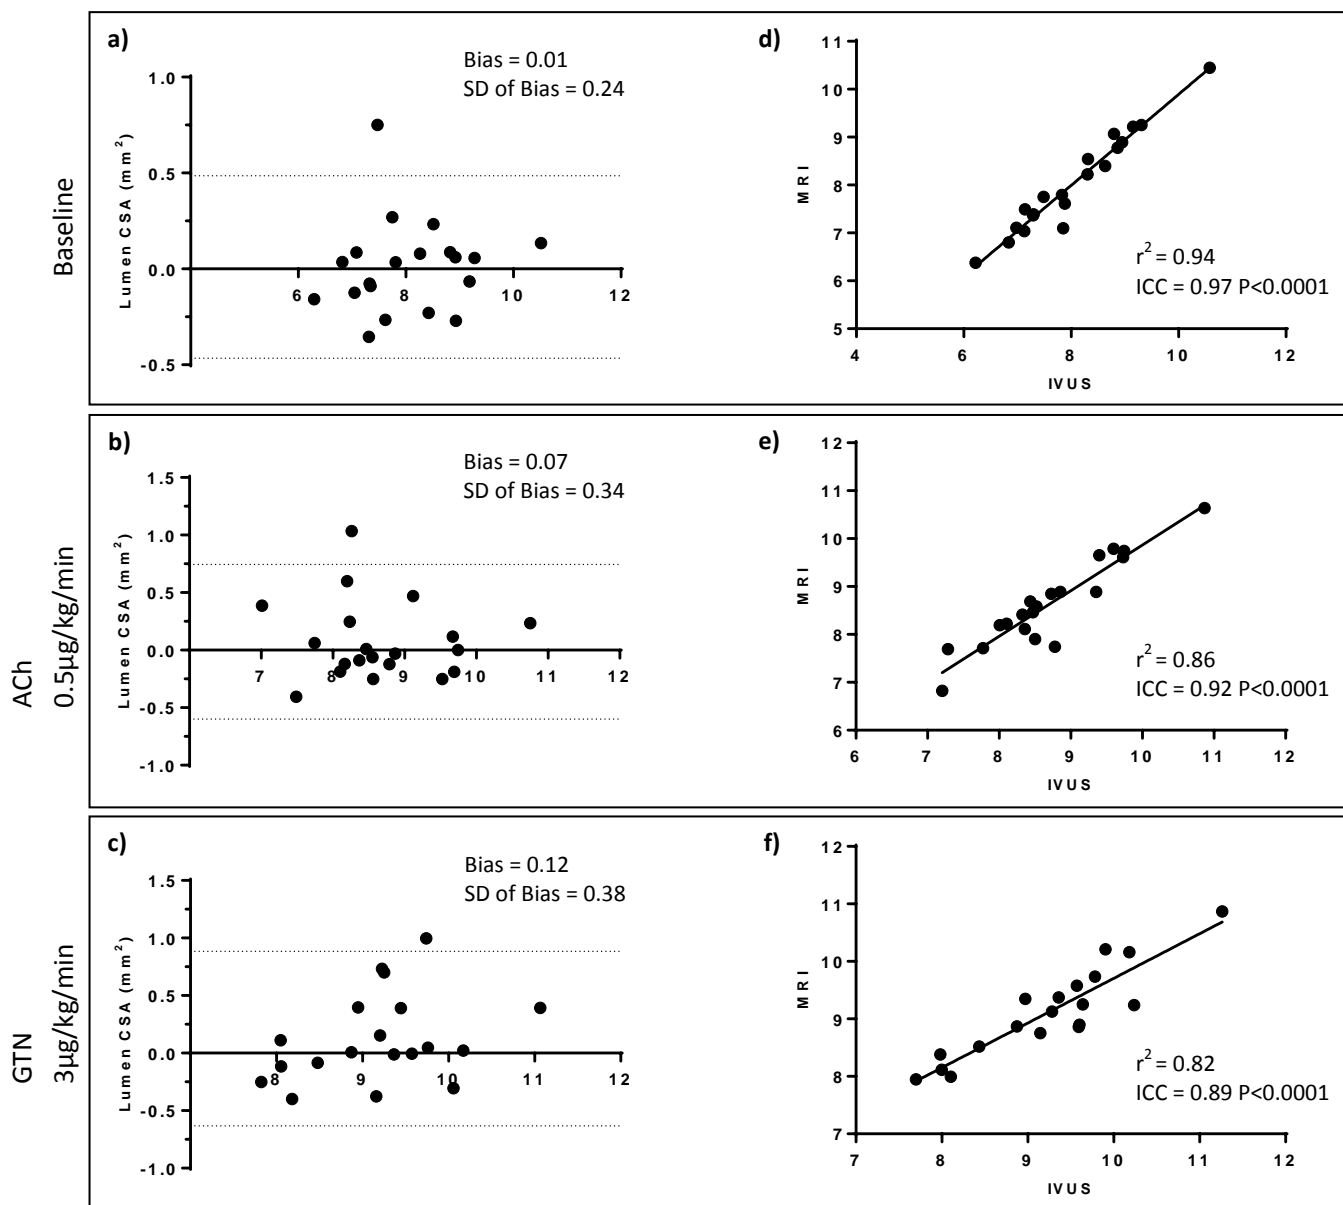 Baseline
a)
Bias = 0.01
SD of Bias = 0.24
Lumen CSA (mm²)
1.0
0.5
0.0
-0.5
6 8 10 12
d)
MRI
11
10
9
8
7
6
5
r² = 0.94
ICC = 0.97 P<0.0001
4 6 8 10 12
IVUS
ACh
0.5µg/kg/min
b)
Bias = 0.07
SD of Bias = 0.34
Lumen CSA (mm²)
1.5
1.0
0.5
0.0
-0.5
-1.0
7 8 9 10 11 12
e)
MRI
12
11
10
9
8
7
6
r² = 0.86
ICC = 0.92 P<0.0001
6 7 8 9 10 11 12
IVUS
GTN
3µg/kg/min
c)
Bias = 0.12
SD of Bias = 0.38
Lumen CSA (mm²)
1.5
1.0
0.5
0.0
-0.5
-1.0
8 9 10 11 12
f)
MRI
12
11
10
9
8
7
r² = 0.82
ICC = 0.89 P<0.0001
7 8 9 10 11 12
IVUS